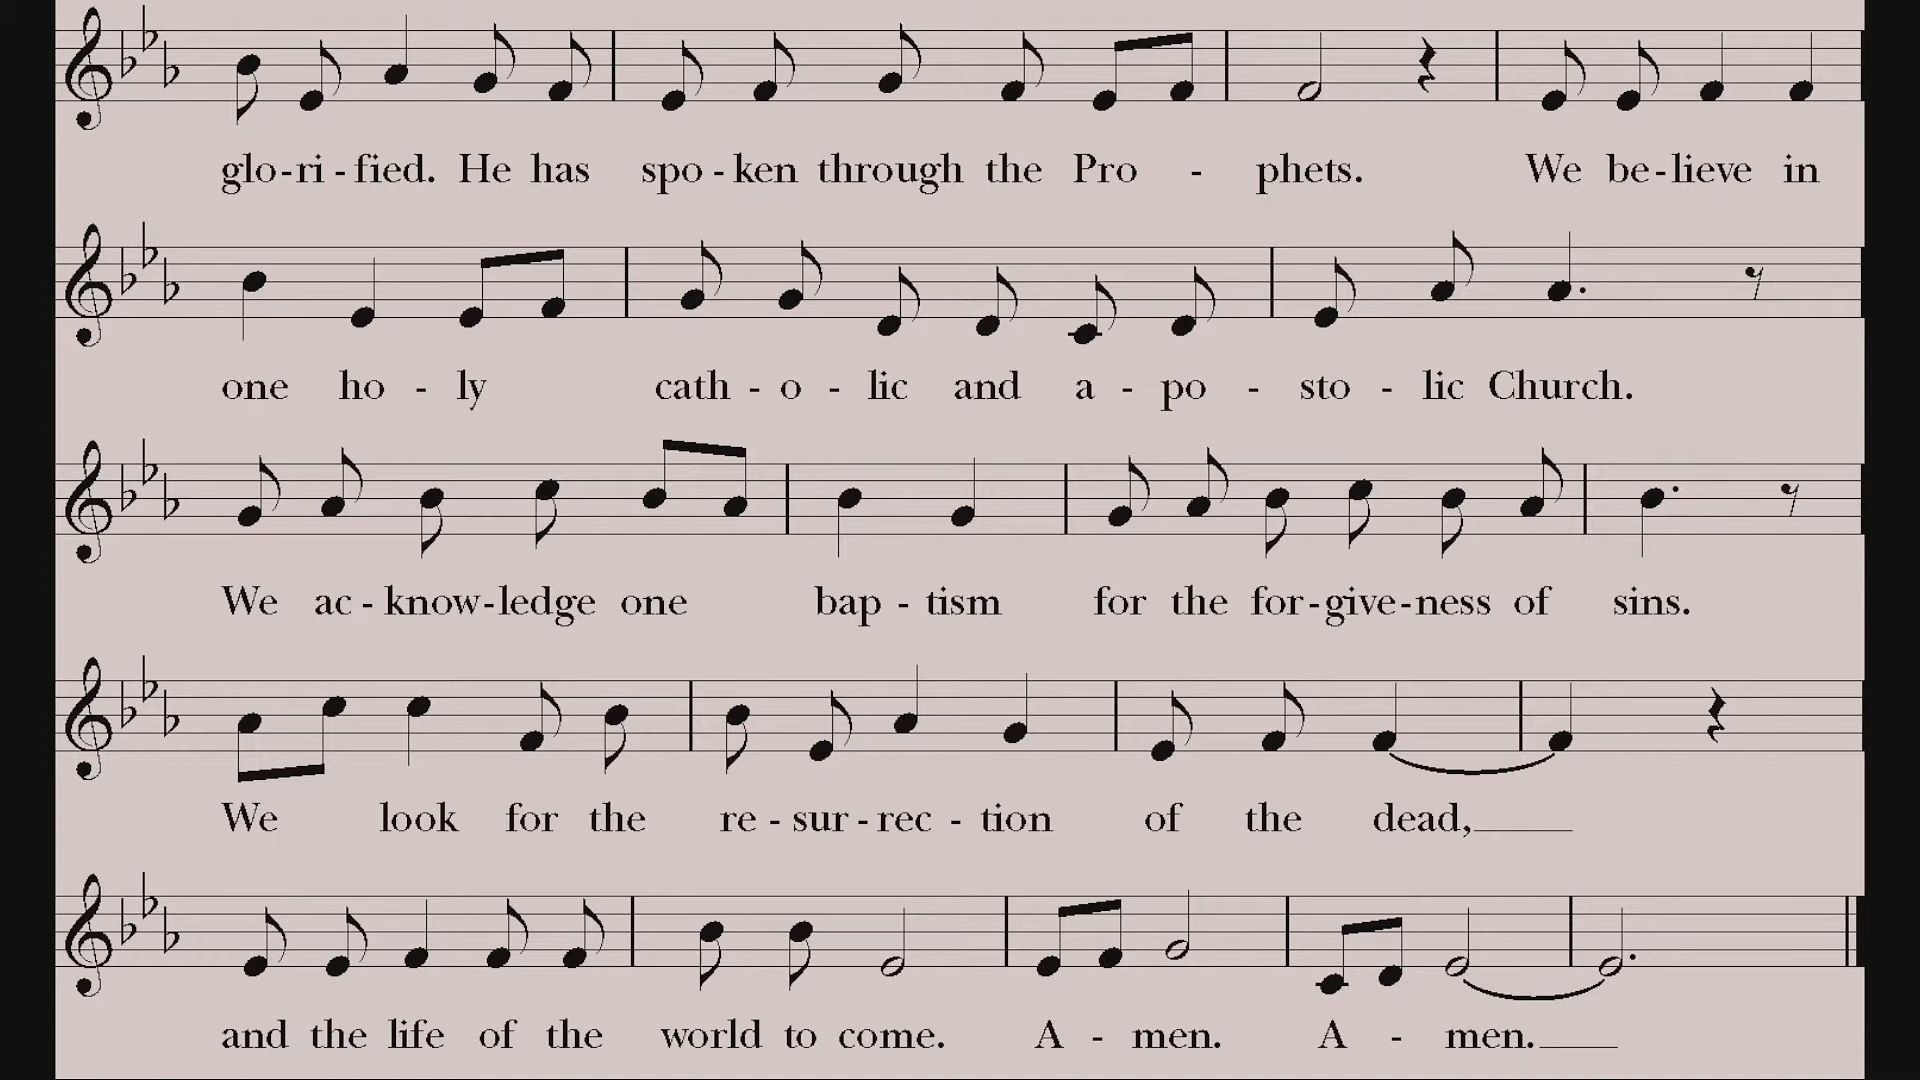 glo-ri-fied. He has spo-ken through the Pro - phets. We be-lieve in
one ho - ly cath - o - lic and a - po - sto - lic Church.
We ac-know-ledge one bap-tism for the for-give-ness of sins.
We look for the re-sur-rec-tion of the dead,___
and the life of the world to come. A - men. A - men.___